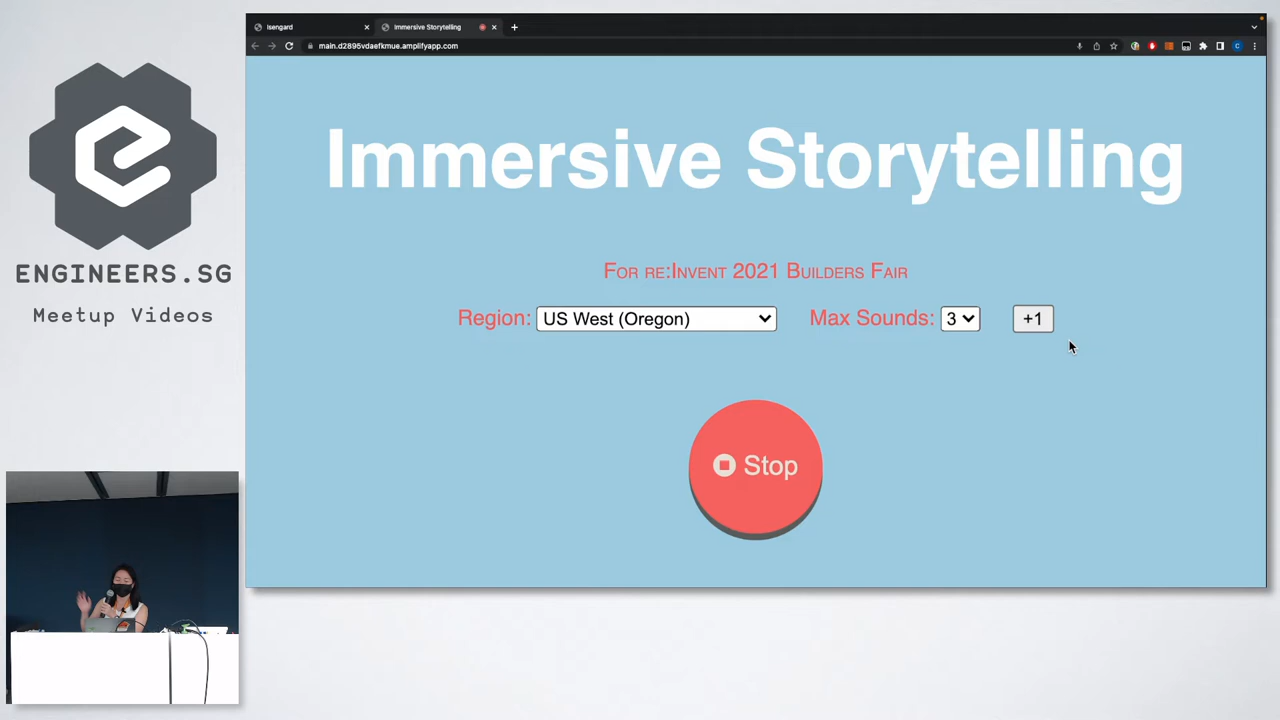 Isengard
Immersive Storytelling
main.d2895vdaefkmue.amplifyapp.com
C
ENGINEERS.SG
Meetup Videos
Immersive Storytelling
For re:Invent 2021 Builders Fair
Region: US West (Oregon) Max Sounds: 3 +1
Stop